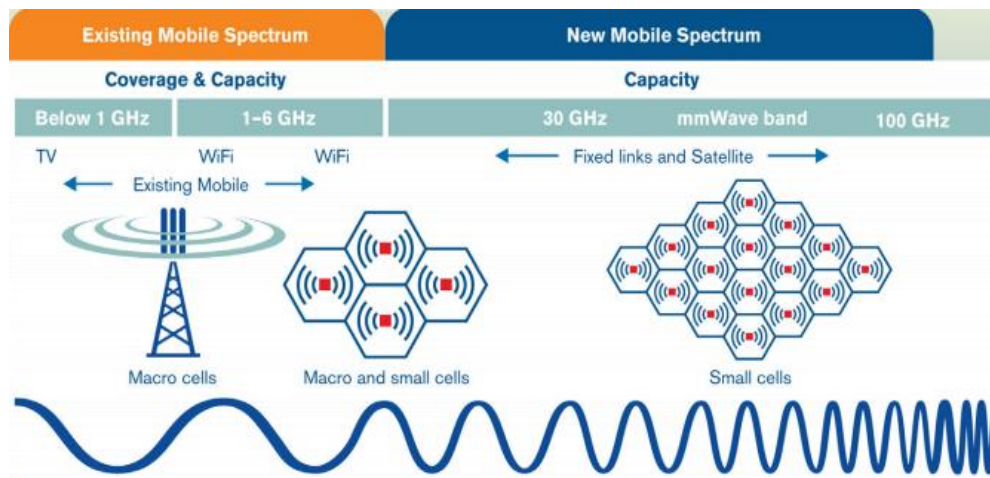 Existing Mobile Spectrum
New Mobile Spectrum
Coverage & Capacity
Capacity
Below 1 GHz
1–6 GHz
30 GHz
mmWave band
100 GHz
TV
WiFi
WiFi
Fixed links and Satellite
Existing Mobile
Macro cells
Macro and small cells
Small cells